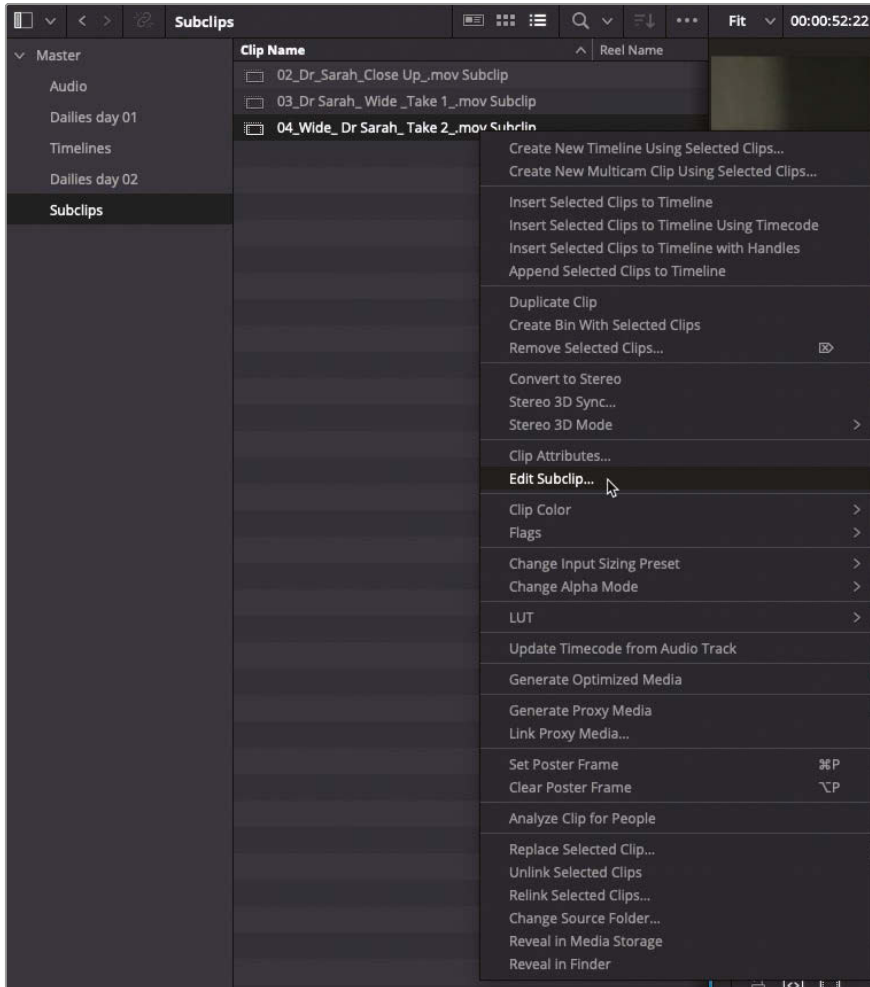 Subclips
Fit
00:00:52:22
Master
Audio
Dailies day 01
Timelines
Dailies day 02
Subclips
Clip Name
Reel Name
02_Dr_Sarah_Close Up_.mov Subclip
03_Dr Sarah_ Wide _Take 1_.mov Subclip
04_Wide_ Dr Sarah_ Take 2_.mov Subclip
Create New Timeline Using Selected Clips...
Create New Multicam Clip Using Selected Clips...
Insert Selected Clips to Timeline
Insert Selected Clips to Timeline Using Timecode
Insert Selected Clips to Timeline with Handles
Append Selected Clips to Timeline
Duplicate Clip
Create Bin With Selected Clips
Remove Selected Clips... ⌦
Convert to Stereo
Stereo 3D Sync...
Stereo 3D Mode
Clip Attributes...
Edit Subclip...
Clip Color
Flags
Change Input Sizing Preset
Change Alpha Mode
LUT
Update Timecode from Audio Track
Generate Optimized Media
Generate Proxy Media
Link Proxy Media...
Set Poster Frame ⌘P
Clear Poster Frame ⌥P
Analyze Clip for People
Replace Selected Clip...
Unlink Selected Clips
Relink Selected Clips...
Change Source Folder...
Reveal in Media Storage
Reveal in Finder